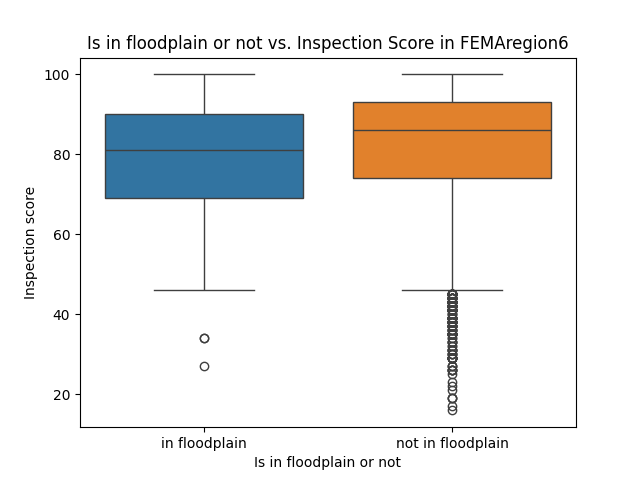 Is in floodplain or not vs. Inspection Score in FEMAregion6
100
80
60
40
20
Inspection score
in floodplain
not in floodplain
Is in floodplain or not